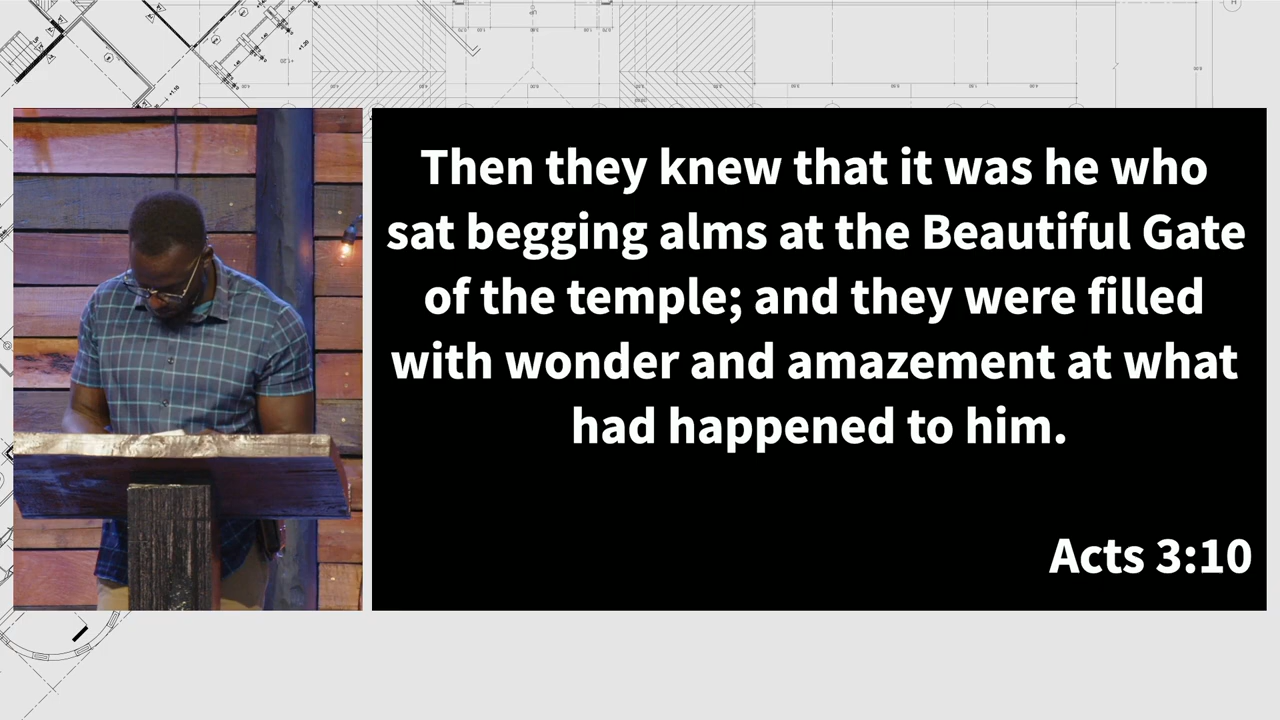 Then they knew that it was he who
sat begging alms at the Beautiful Gate
of the temple; and they were filled
with wonder and amazement at what
had happened to him.
Acts 3:10